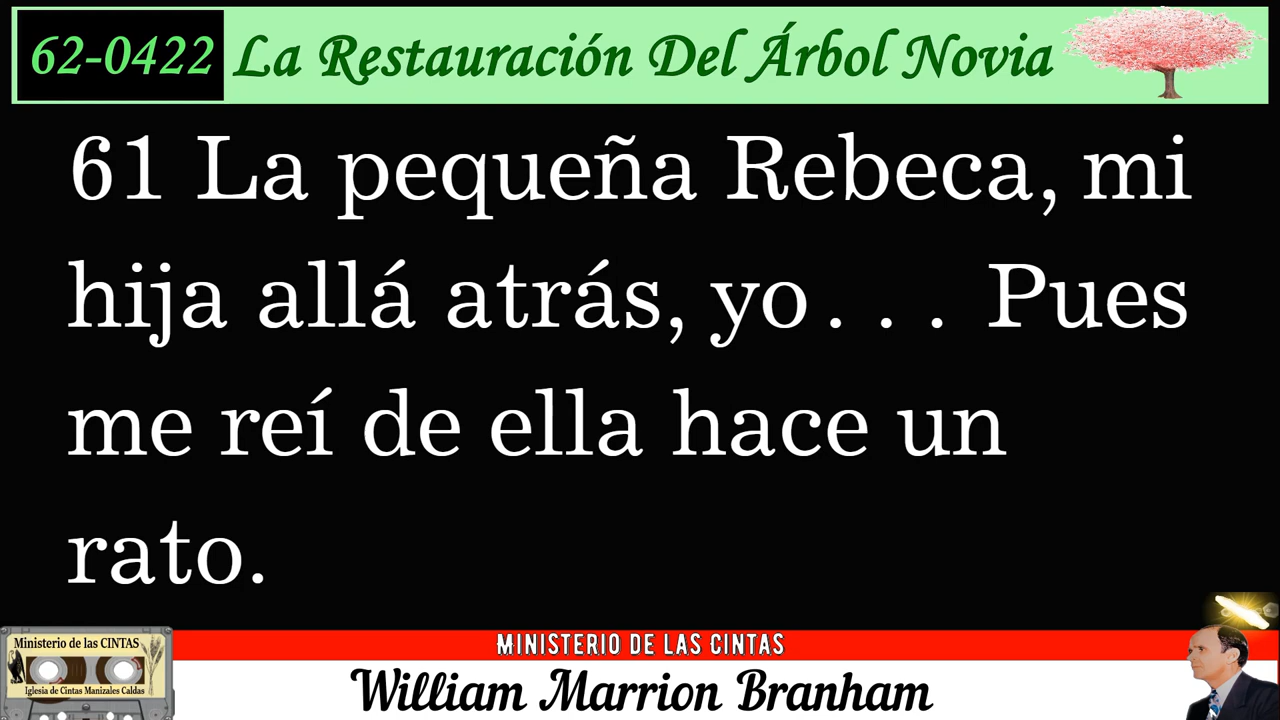 62-0422 La Restauración Del Árbol Novia
61 La pequeña Rebeca, mi
hija allá atrás, yo. . . Pues
me reí de ella hace un
rato.
MINISTERIO DE LAS CINTAS
William Marrion Branham
Ministerio de las CINTAS
Iglesia de Cintas Manizales Caldas